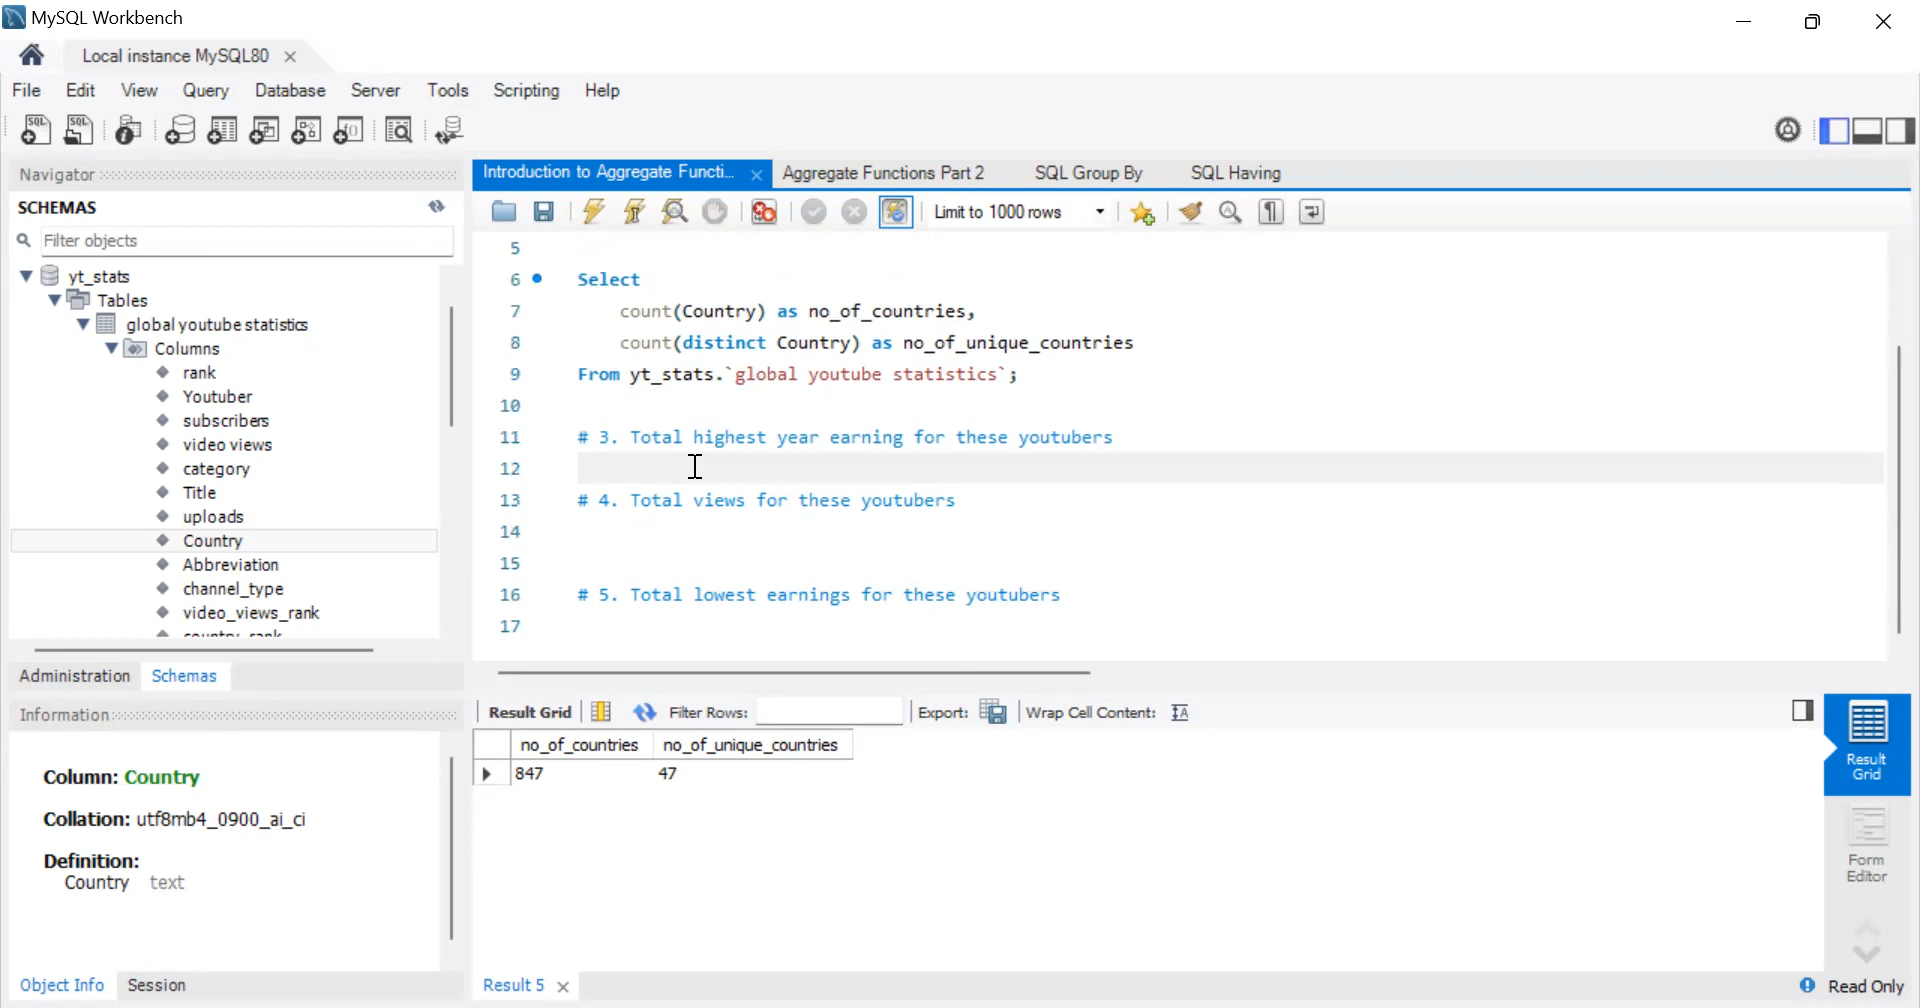 MySQL Workbench
Local instance MySQL80
File Edit View Query Database Server Tools Scripting Help
Navigator
SCHEMAS
Filter objects
yt_stats
Tables
global youtube statistics
Columns
rank
Youtuber
subscribers
video views
category
Title
uploads
Country
Abbreviation
channel_type
video_views_rank
country_rank
Administration Schemas
Information
Column: Country
Collation: utf8mb4_0900_ai_ci
Definition:
Country text
Object Info Session
Introduction to Aggregate Functi... Aggregate Functions Part 2 SQL Group By SQL Having
Limit to 1000 rows
5
6 Select
7 count(Country) as no_of_countries,
8 count(distinct Country) as no_of_unique_countries
9 From yt_stats.`global youtube statistics`;
10
11 # 3. Total highest year earning for these youtubers
12
13 # 4. Total views for these youtubers
14
15
16 # 5. Total lowest earnings for these youtubers
17
Result Grid Filter Rows: Export: Wrap Cell Content:
no_of_countries no_of_unique_countries
847 47
Result
Grid
Form
Editor
Result 5
Read Only